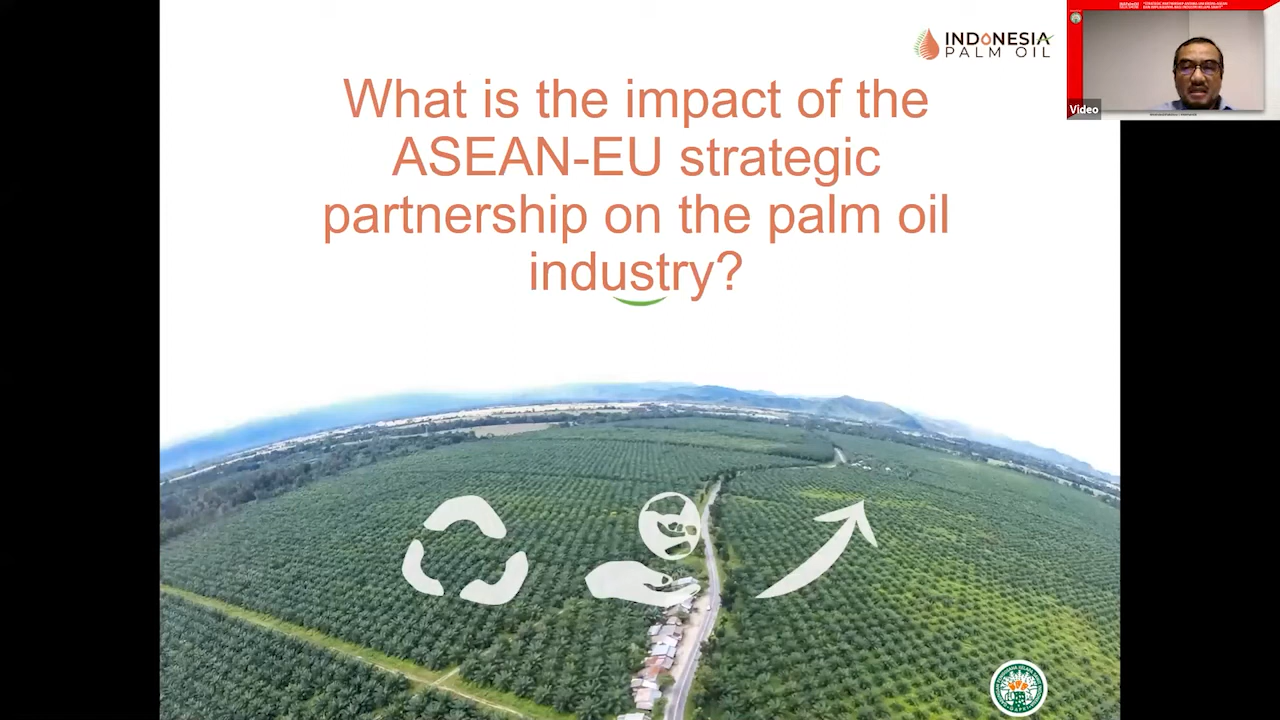 INDONESIA
PALM OIL
What is the impact of the
ASEAN-EU strategic
partnership on the palm oil
industry?
Video